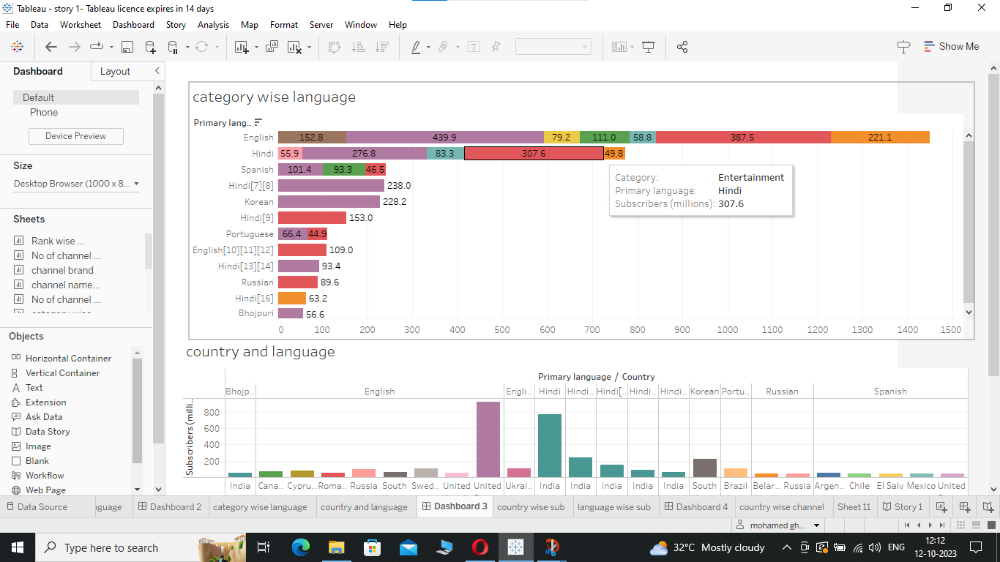 Tableau - story 1- Tableau licence expires in 14 days
File Data Worksheet Dashboard Story Analysis Map Format Server Window Help
Show Me
Dashboard Layout
Default
Phone
Device Preview
Size
Desktop Browser (1000 x 8...
Sheets
Rank wise ...
No of channel ...
channel brand
channel name...
No of channel ...
Objects
Horizontal Container
Vertical Container
Text
Extension
Ask Data
Data Story
Image
Blank
Workflow
Web Page
category wise language
Primary lang..
English 152.8 439.9 79.2 111.0 58.8 387.5 221.1
Hindi 55.9 276.8 83.3 307.6 49.8
Spanish 101.4 93.3 46.5
Hindi[7][8] 238.0
Korean 228.2
Hindi[9] 153.0
Portuguese 66.4 44.9
English[10][11][12] 109.0
Hindi[13][14] 93.4
Russian 89.6
Hindi[16] 63.2
Bhojpuri 56.6
0 100 200 300 400 500 600 700 800 900 1000 1100 1200 1300 1400 1500
Category: Entertainment
Primary language: Hindi
Subscribers (millions): 307.6
country and language
Primary language / Country
Bhojp.. English Engli.. Hindi Hindi.. Hindi[.. Hindi.. Hindi.. Korean Portu.. Russian Spanish
Subscribers (milli..
800
600
400
200
India Cana.. Cypru.. Roma.. Russia South Swed.. United United Ukrai.. India India India India India South Brazil Belar.. Russia Argen.. Chile El Salv Mexico United
Data Source nguage Dashboard 2 category wise language country and language Dashboard 3 country wise sub language wise sub Dashboard 4 country wise channel Sheet 11 Story 1
mohamed gh...
Type here to search
32°C Mostly cloudy
ENG
12:12
12-10-2023